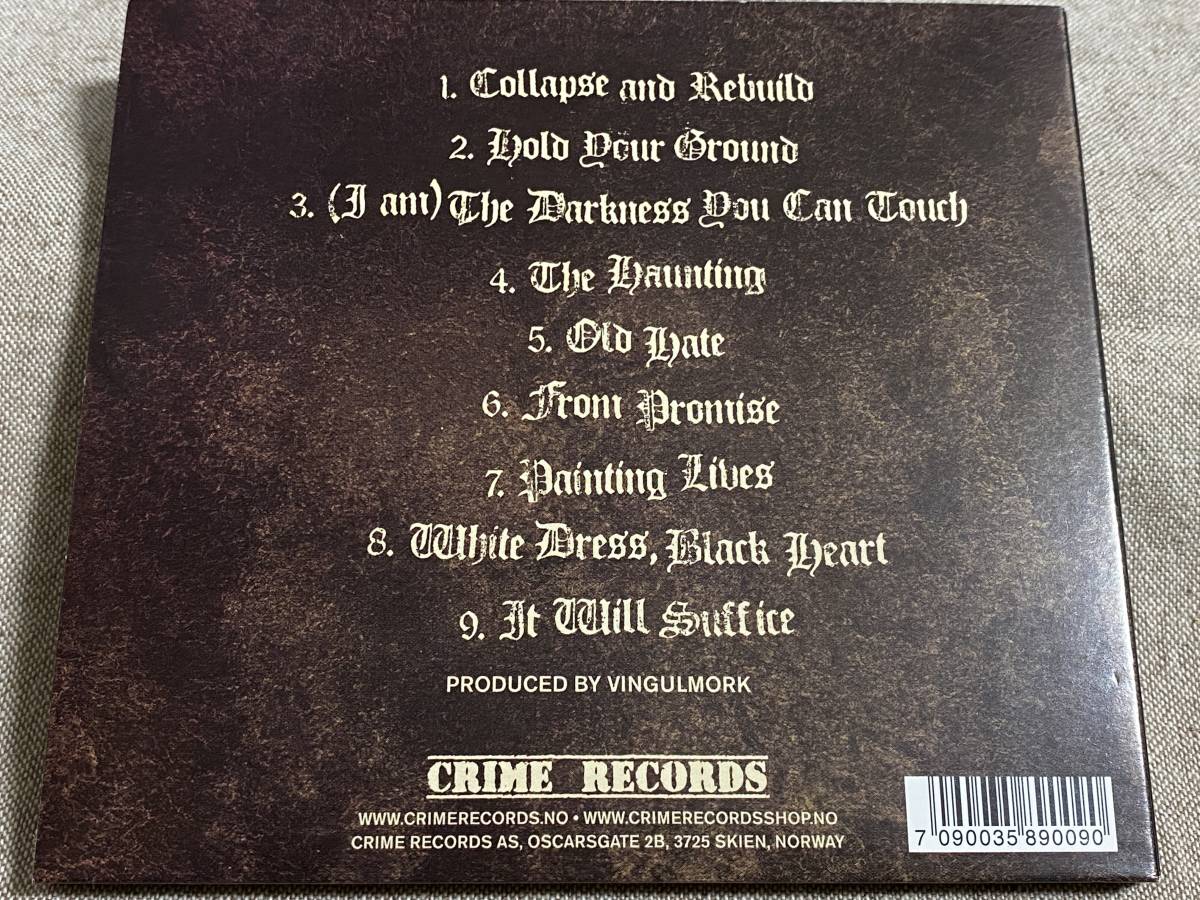 1. Collapse and Rebuild
2. Hold Your Ground
3. (I am) The Darkness You Can Touch
4. The Haunting
5. Old Hate
6. From Promise
7. Painting Lives
8. White Dress, Black Heart
9. It Will Suffice
PRODUCED BY VINGULMORK
CRIME RECORDS
WWW.CRIMERECORDS.NO • WWW.CRIMERECORDSSHOP.NO
CRIME RECORDS AS, OSCARSGATE 2B, 3725 SKIEN, NORWAY
7 090035 890090